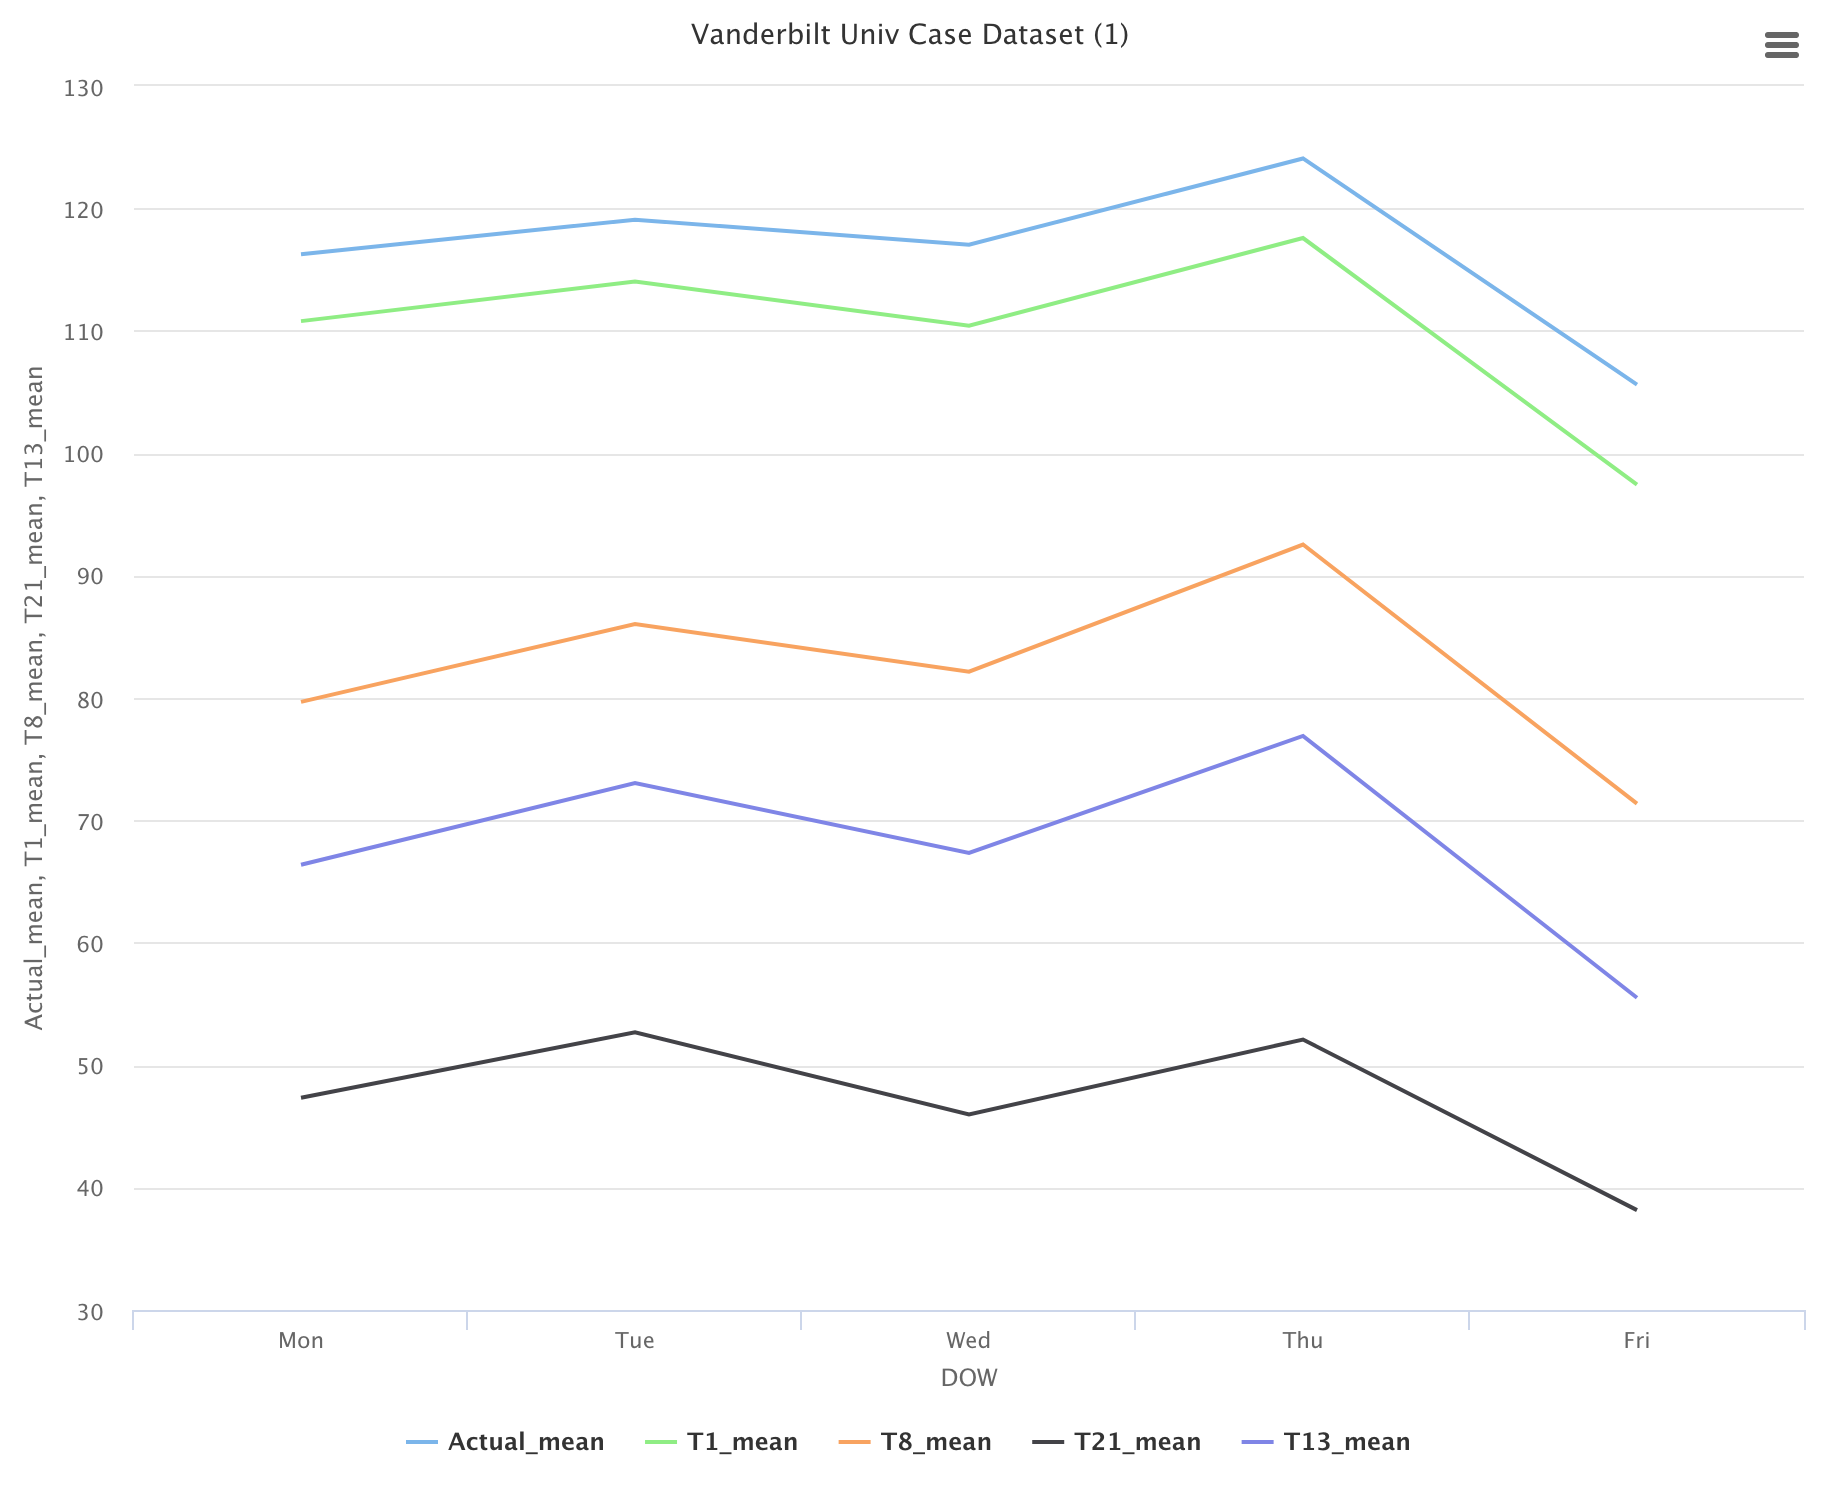 Vanderbilt Univ Case Dataset (1)
130
120
110
100
90
80
70
60
50
40
30
Actual_mean, T1_mean, T8_mean, T21_mean, T13_mean
Mon Tue Wed Thu Fri
DOW
Actual_mean T1_mean T8_mean T21_mean T13_mean